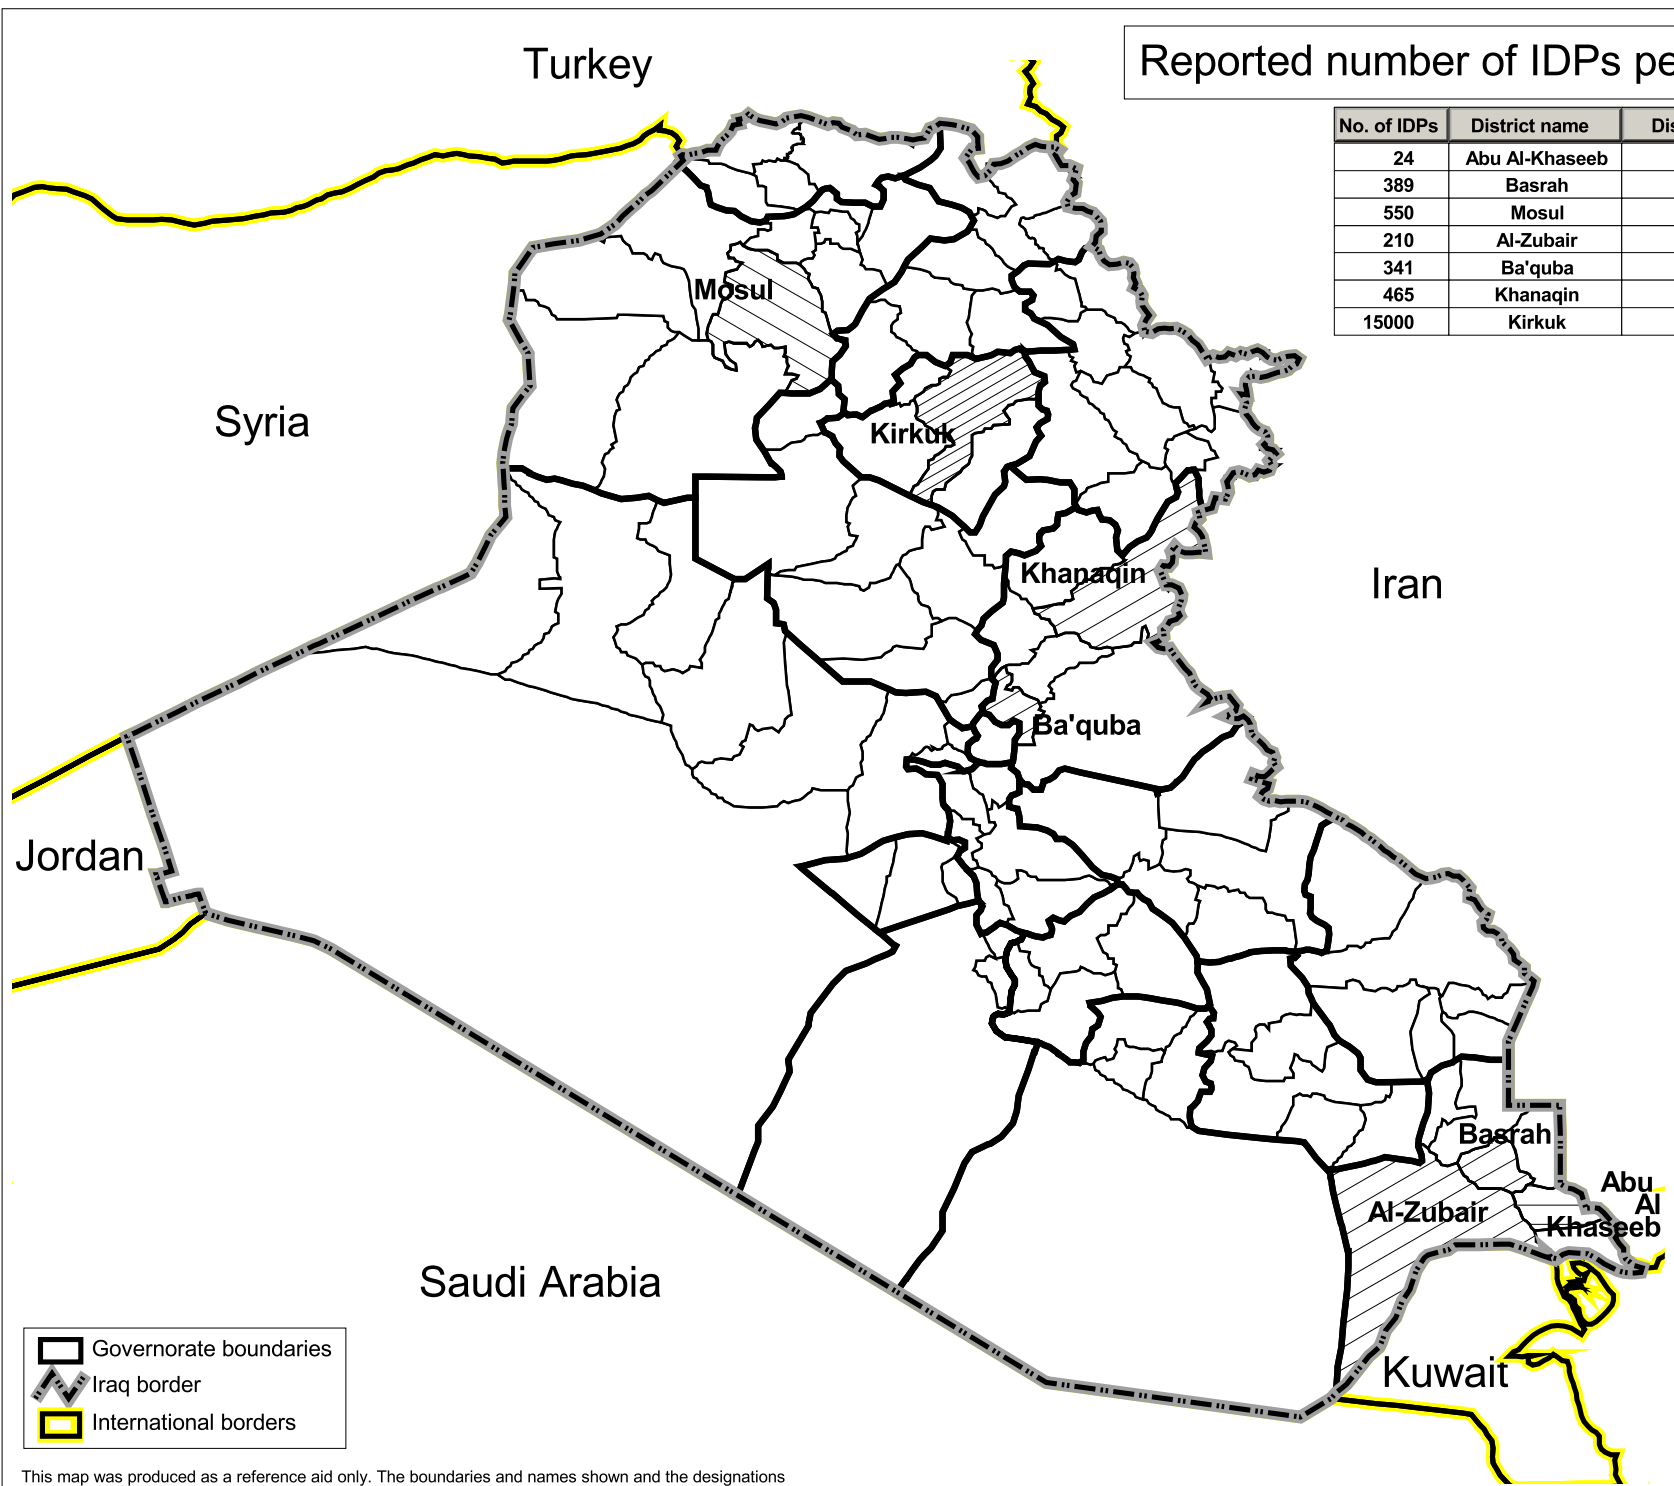 Turkey
Reported number of IDPs pe
No. of IDPs District name Dis
24 Abu Al-Khaseeb
389 Basrah
550 Mosul
210 Al-Zubair
341 Ba'quba
465 Khanaqin
15000 Kirkuk
Mosul
Syria
Kirkuk
Khanaqin
Iran
Ba'quba
Jordan
Basrah
Abu
Al
Khaseeb
Al-Zubair
Saudi Arabia
Kuwait
Governorate boundaries
Iraq border
International borders
This map was produced as a reference aid only. The boundaries and names shown and the designations